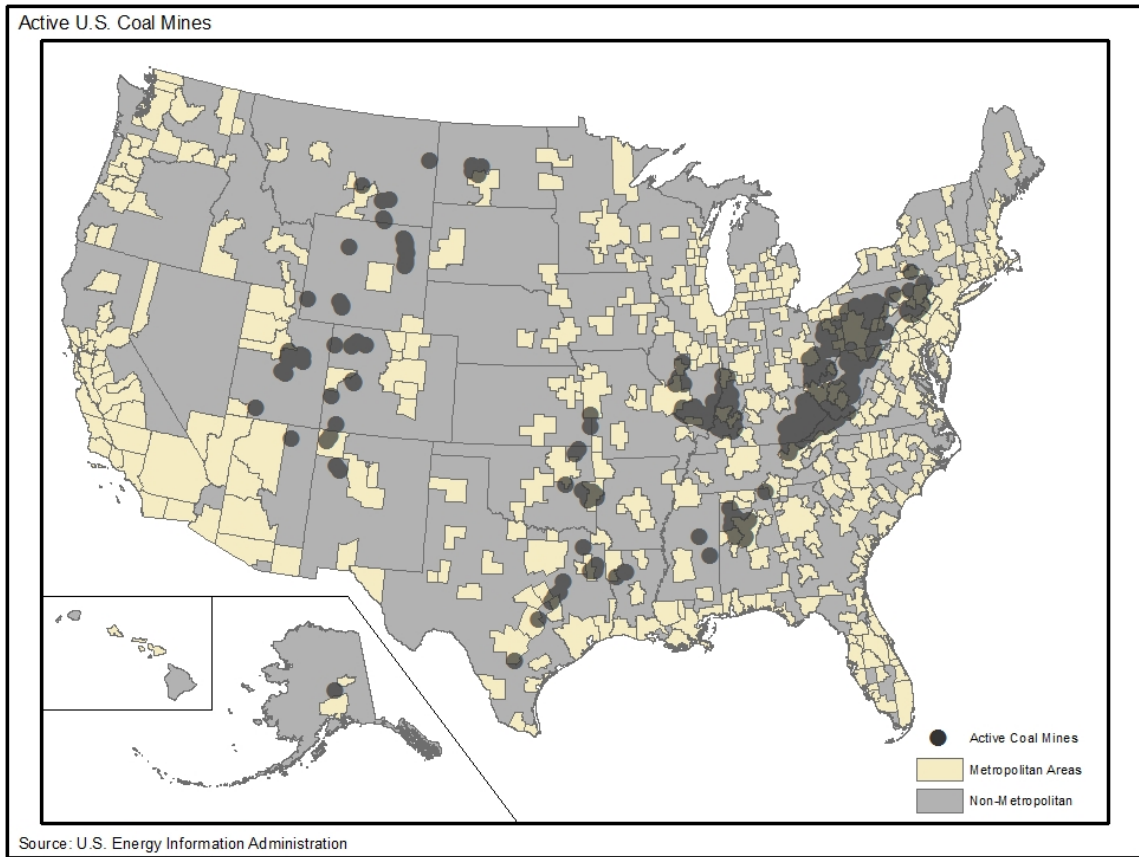 Active U.S. Coal Mines
Active Coal Mines
Metropolitan Areas
Non-Metropolitan
Source: U.S. Energy Information Administration